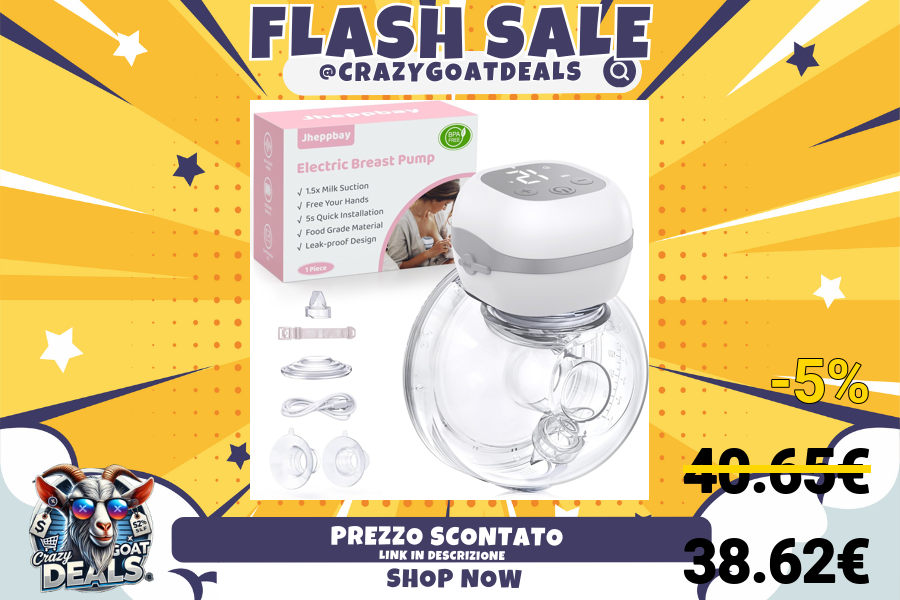 FLASH SALE
@CRAZYGOATDEALS
Jheppbay
Jheppbay
BPA
FREE
Electric Breast Pump
√ 1.5x Milk Suction
√ Free Your Hands
√ 5s Quick Installation
√ Food Grade Material
√ Leak-proof Design
1 Piece
-5%
40.65€
38.62€
PREZZO SCONTATO
LINK IN DESCRIZIONE
SHOP NOW
$
52%
Crazy
GOAT
DEALS